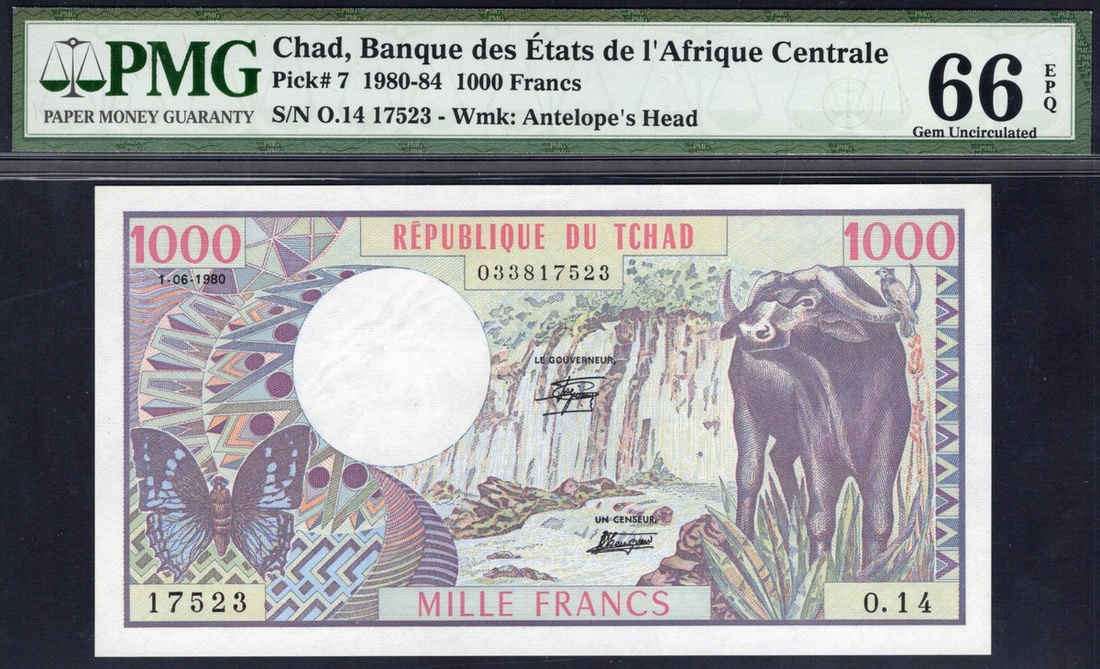 PMG
PAPER MONEY GUARANTY
Chad, Banque des États de l'Afrique Centrale
Pick# 7 1980-84 1000 Francs
S/N O.14 17523 - Wmk: Antelope's Head
66
EPQ
Gem Uncirculated
1000
RÉPUBLIQUE DU TCHAD
1000
1-06-1980
033817523
LE GOUVERNEUR,
UN CENSEUR,
17523
MILLE FRANCS
O.14